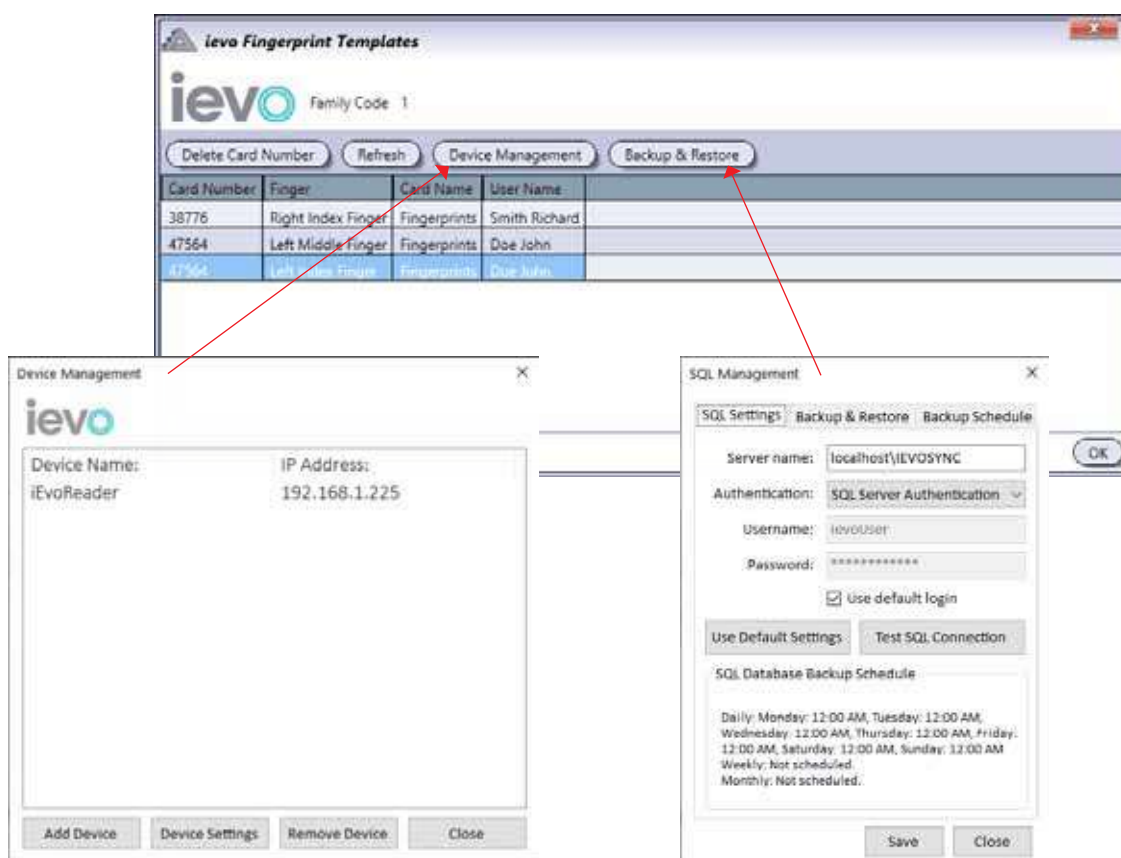 ievo Fingerprint Templates
ievo Family Code 1
Delete Card Number Refresh Device Management Backup & Restore
Card Number Finger Card Name User Name
38776 Right Index Finger Fingerprints Smith Richard
47564 Left Middle Finger Fingerprints Doe John
47564 Left Index Finger Fingerprints Doe John
OK
Device Management
ievo
Device Name: IP Address:
iEvoReader 192.168.1.225
Add Device Device Settings Remove Device Close
SQL Management
SQL Settings Backup & Restore Backup Schedule
Server name: localhost\IEVOSYNC
Authentication: SQL Server Authentication
Username: ievoUser
Password: ************
Use default login
Use Default Settings Test SQL Connection
SQL Database Backup Schedule
Daily: Monday: 12:00 AM, Tuesday: 12:00 AM,
Wednesday: 12:00 AM, Thursday: 12:00 AM, Friday:
12:00 AM, Saturday: 12:00 AM, Sunday: 12:00 AM
Weekly: Not scheduled.
Monthly: Not scheduled.
Save Close